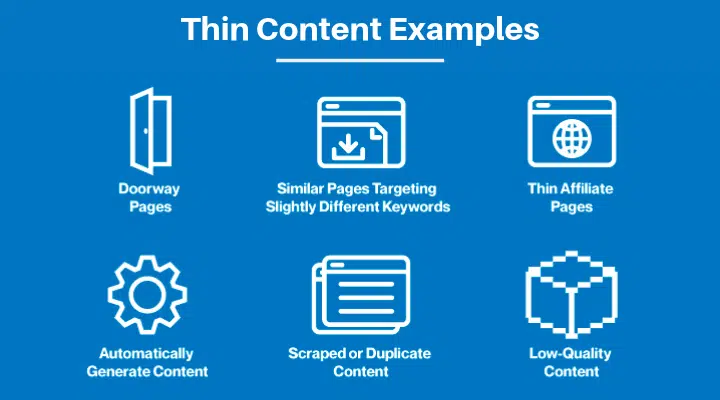 Thin Content Examples
Doorway
Pages
Similar Pages Targeting
Slightly Different Keywords
Thin Affiliate
Pages
Automatically
Generate Content
Scraped or Duplicate
Content
Low-Quality
Content